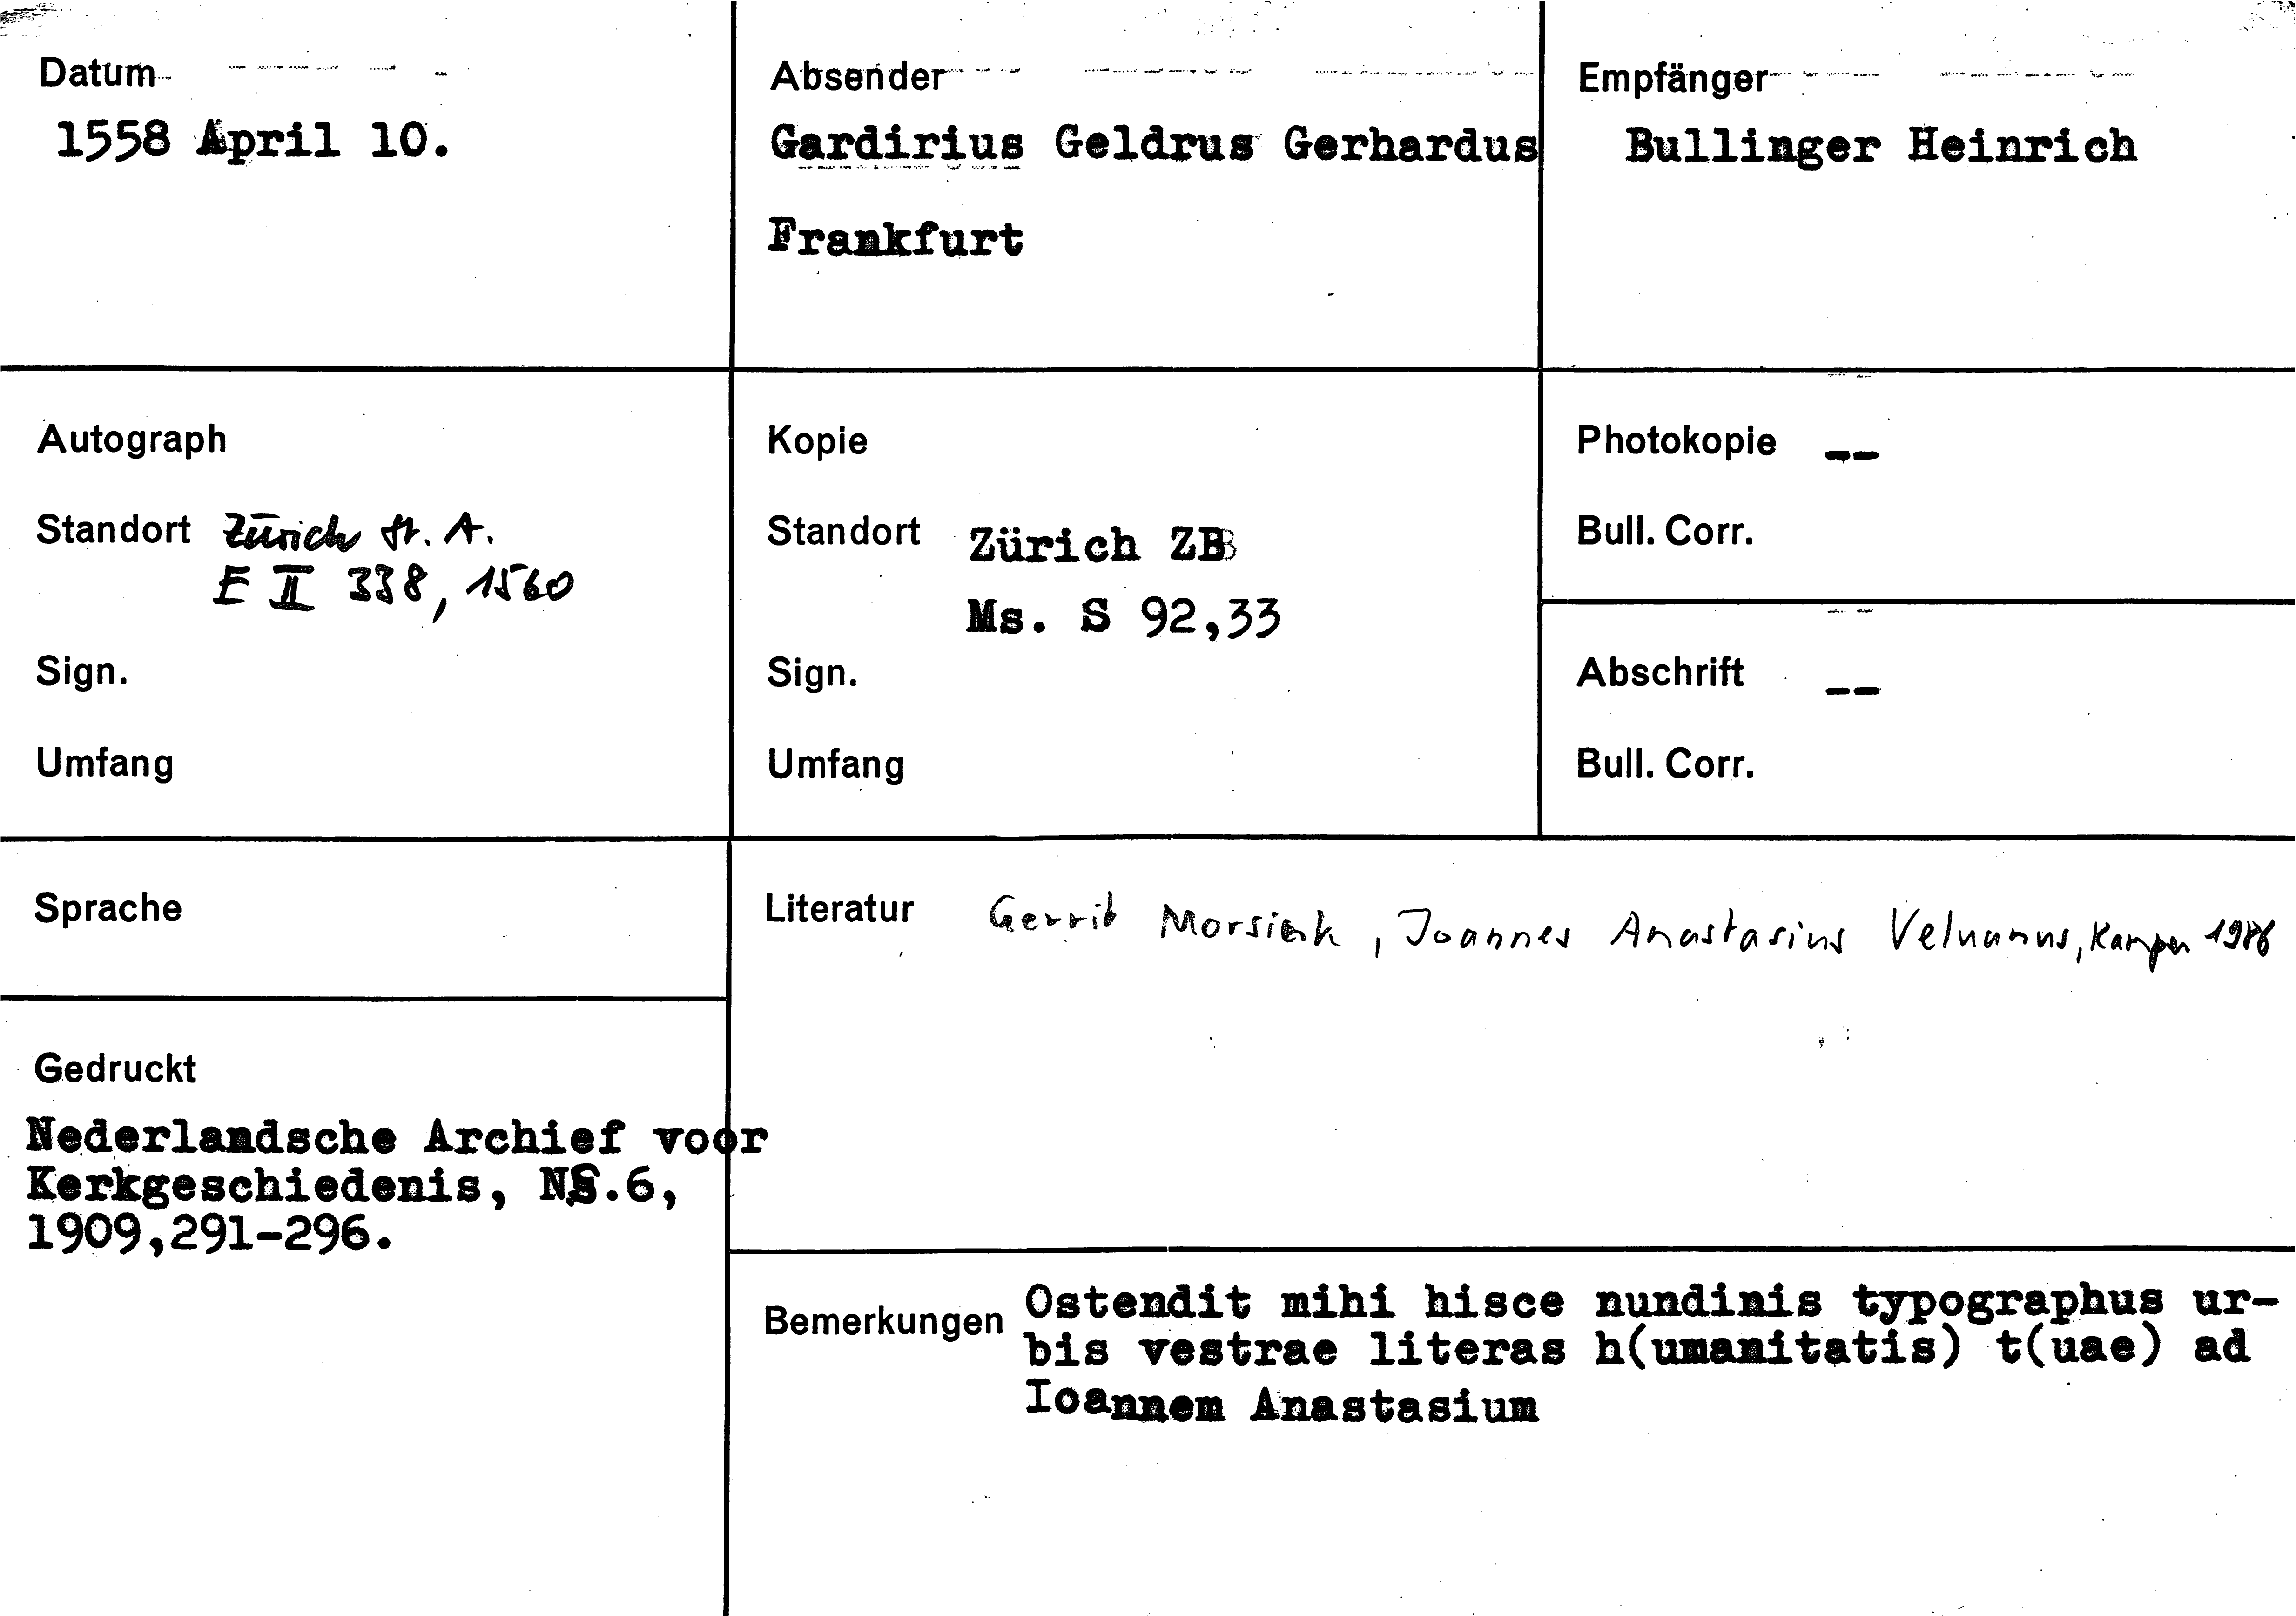 Datum
1558 April 10.
Absender
Gardirius Geldrus Gerhardus
Frankfurt
Empfänger
Bullinger Heinrich
Autograph
Standort Zürich St. A.
E II 338, 1560
Sign.
Umfang
Kopie
Standort Zürich ZB
Ms. S 92,33
Sign.
Umfang
Photokopie --
Bull. Corr.
Abschrift --
Bull. Corr.
Sprache
Literatur Gerrit Morsink, Joannes Anastasius Veluanus, Kampen 1986
Gedruckt
Nederlandsche Archief voor
Kerkgeschiedenis, NS.6,
1909,291-296.
Bemerkungen Ostendit mihi hisce nundinis typographus ur-
bis vestrae literas h(umanitatis) t(uae) ad
Ioannem Anastasium